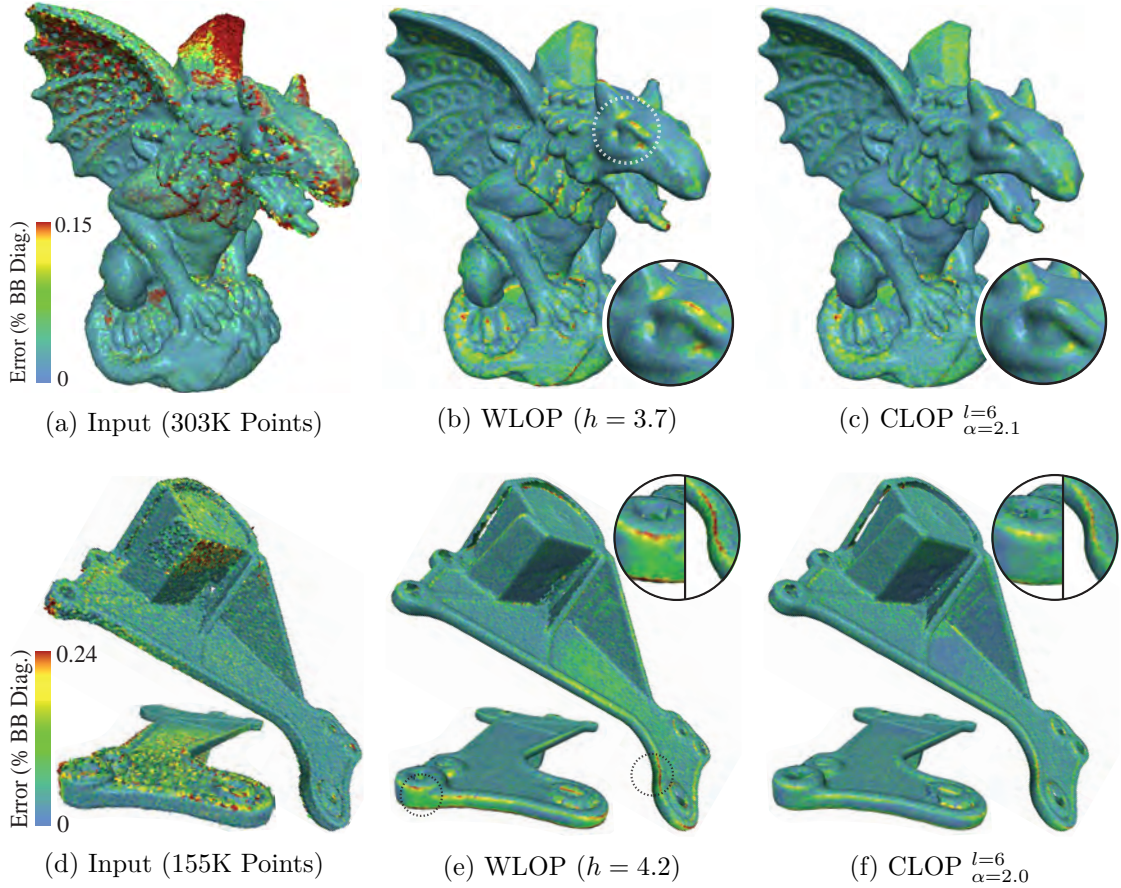 0.15
Error (% BB Diag.)
0
(a) Input (303K Points)
(b) WLOP (h = 3.7)
(c) CLOP l=6 α=2.1
0.24
Error (% BB Diag.)
0
(d) Input (155K Points)
(e) WLOP (h = 4.2)
(f) CLOP l=6 α=2.0